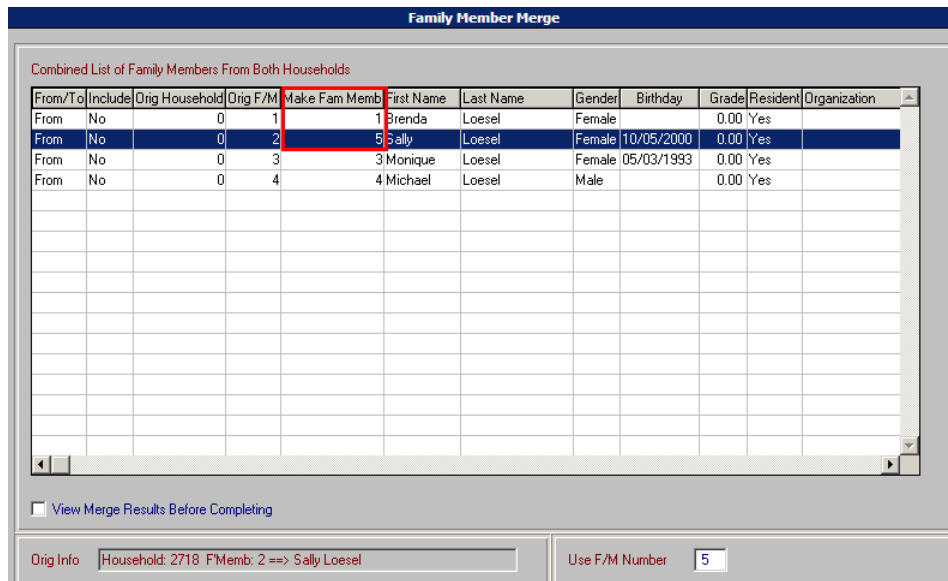 Family Member Merge
Combined List of Family Members From Both Households
From/To Include Orig Household Orig F/M Make Fam Memb First Name Last Name Gender Birthday Grade Resident Organization
From No 0 1 1 Brenda Loesel Female 0.00 Yes
From No 0 2 5 Sally Loesel Female 10/05/2000 0.00 Yes
From No 0 3 3 Monique Loesel Female 05/03/1993 0.00 Yes
From No 0 4 4 Michael Loesel Male 0.00 Yes
View Merge Results Before Completing
Orig Info Household: 2718 F'Memb: 2 ==> Sally Loesel Use F/M Number 5